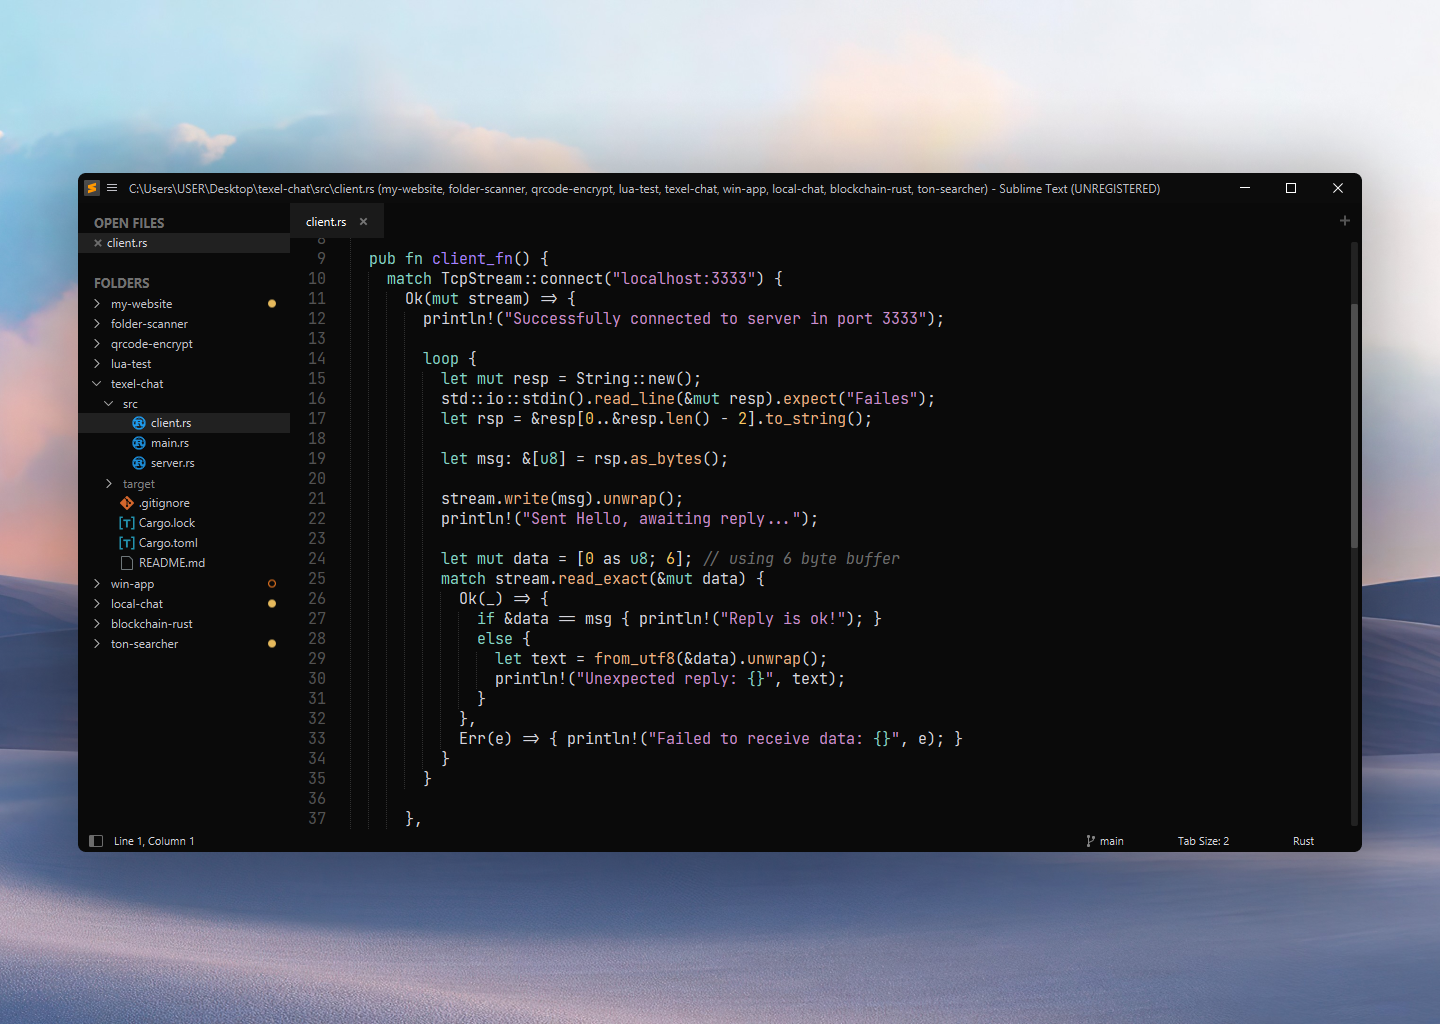 C:\Users\USER\Desktop\texel-chat\src\client.rs (my-website, folder-scanner, qrcode-encrypt, lua-test, texel-chat, win-app, local-chat, blockchain-rust, ton-searcher) - Sublime Text (UNREGISTERED)
OPEN FILES
client.rs
FOLDERS
my-website
folder-scanner
qrcode-encrypt
lua-test
texel-chat
src
client.rs
main.rs
server.rs
target
.gitignore
[T] Cargo.lock
[T] Cargo.toml
README.md
win-app
local-chat
blockchain-rust
ton-searcher
client.rs
8
9 pub fn client_fn() {
10 match TcpStream::connect("localhost:3333") {
11 Ok(mut stream) => {
12 println!("Successfully connected to server in port 3333");
13
14 loop {
15 let mut resp = String::new();
16 std::io::stdin().read_line(&mut resp).expect("Failes");
17 let rsp = &resp[0..&resp.len() - 2].to_string();
18
19 let msg: &[u8] = rsp.as_bytes();
20
21 stream.write(msg).unwrap();
22 println!("Sent Hello, awaiting reply...");
23
24 let mut data = [0 as u8; 6]; // using 6 byte buffer
25 match stream.read_exact(&mut data) {
26 Ok(_) => {
27 if &data == msg { println!("Reply is ok!"); }
28 else {
29 let text = from_utf8(&data).unwrap();
30 println!("Unexpected reply: {}", text);
31 }
32 },
33 Err(e) => { println!("Failed to receive data: {}", e); }
34 }
35 }
36
37 },
Line 1, Column 1
main
Tab Size: 2
Rust